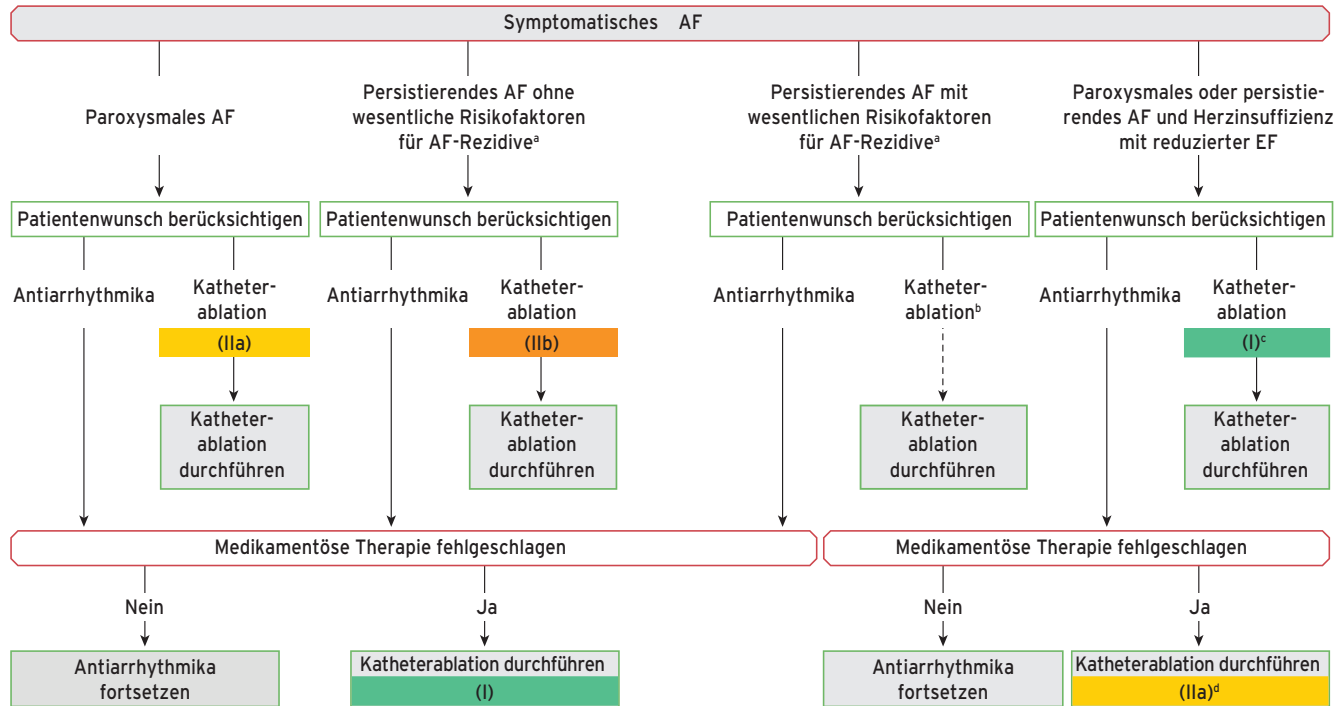 Symptomatisches AF
Paroxysmales AF
Persistierendes AF ohne
wesentliche Risikofaktoren
für AF-Rezidiveᵃ
Persistierendes AF mit
wesentlichen Risikofaktoren
für AF-Rezidiveᵃ
Paroxysmales oder persistie-
rendes AF und Herzinsuffizienz
mit reduzierter EF
Patientenwunsch berücksichtigen
Patientenwunsch berücksichtigen
Patientenwunsch berücksichtigen
Patientenwunsch berücksichtigen
Antiarrhythmika
Katheter-
ablation
(IIa)
Antiarrhythmika
Katheter-
ablation
(IIb)
Antiarrhythmika
Katheter-
ablationᵇ
Antiarrhythmika
Katheter-
ablation
(I)ᶜ
Katheter-
ablation
durchführen
Katheter-
ablation
durchführen
Katheter-
ablation
durchführen
Katheter-
ablation
durchführen
Medikamentöse Therapie fehlgeschlagen
Medikamentöse Therapie fehlgeschlagen
Nein
Ja
Nein
Ja
Antiarrhythmika
fortsetzen
Katheterablation durchführen
(I)
Antiarrhythmika
fortsetzen
Katheterablation durchführen
(IIa)ᵈ